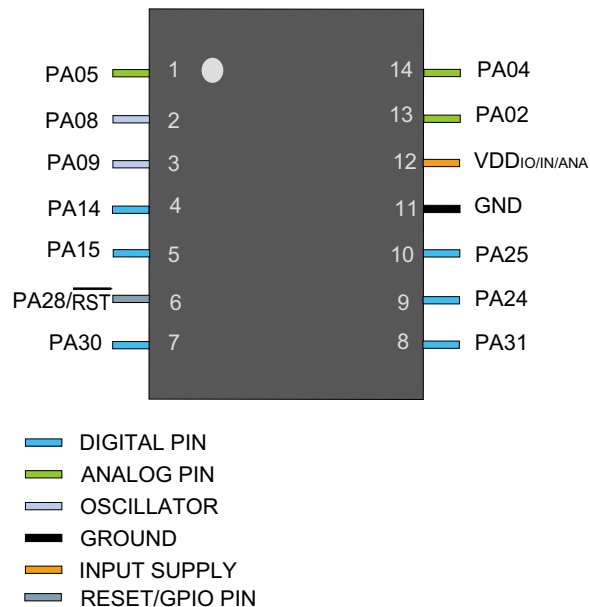 PA05 1 14 PA04
PA08 2 13 PA02
PA09 3 12 VDDIO/IN/ANA
PA14 4 11 GND
PA15 5 10 PA25
PA28/RST 6 9 PA24
PA30 7 8 PA31
DIGITAL PIN
ANALOG PIN
OSCILLATOR
GROUND
INPUT SUPPLY
RESET/GPIO PIN